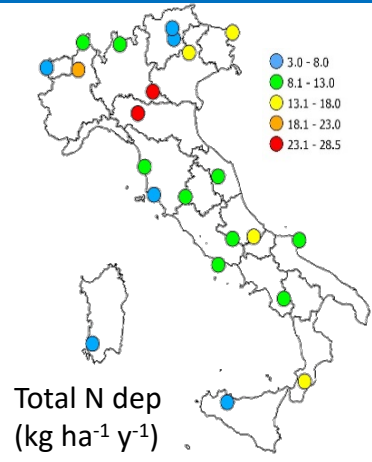 3.0 - 8.0
8.1 - 13.0
13.1 - 18.0
18.1 - 23.0
23.1 - 28.5
Total N dep
(kg ha⁻¹ y⁻¹)